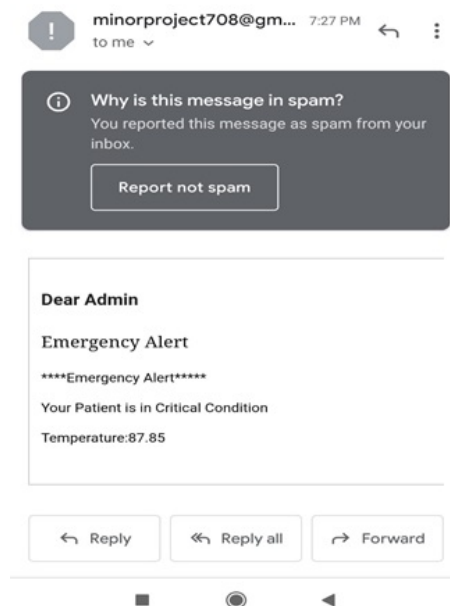 minorproject708@gm... 7:27 PM
to me
Why is this message in spam?
You reported this message as spam from your
inbox.
Report not spam
Dear Admin
Emergency Alert
****Emergency Alert*****
Your Patient is in Critical Condition
Temperature:87.85
Reply
Reply all
Forward